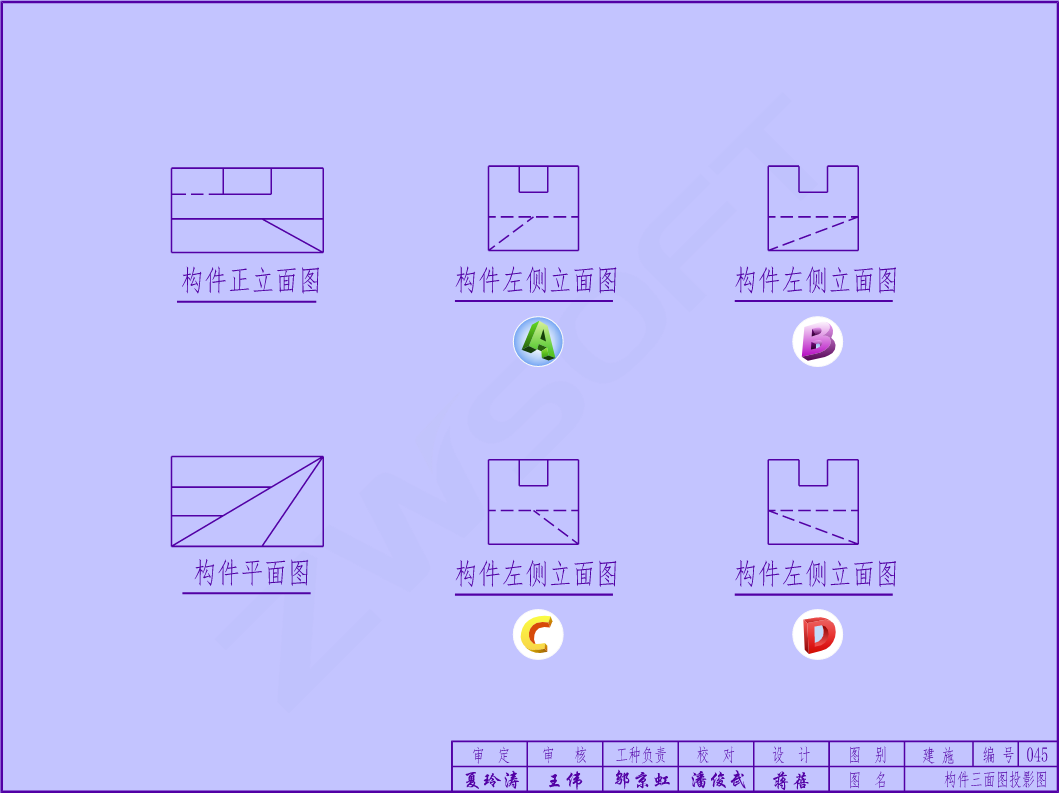 构件正立面图
构件左侧立面图
构件左侧立面图
A
B
构件平面图
构件左侧立面图
构件左侧立面图
C
D
ZWSOFT
审 定 审 核 工种负责 校 对 设 计 图 别 建 施 编 号 045
夏玲涛 王伟 邬京虹 潘俊武 蒋蓓 图 名 构件三面图投影图